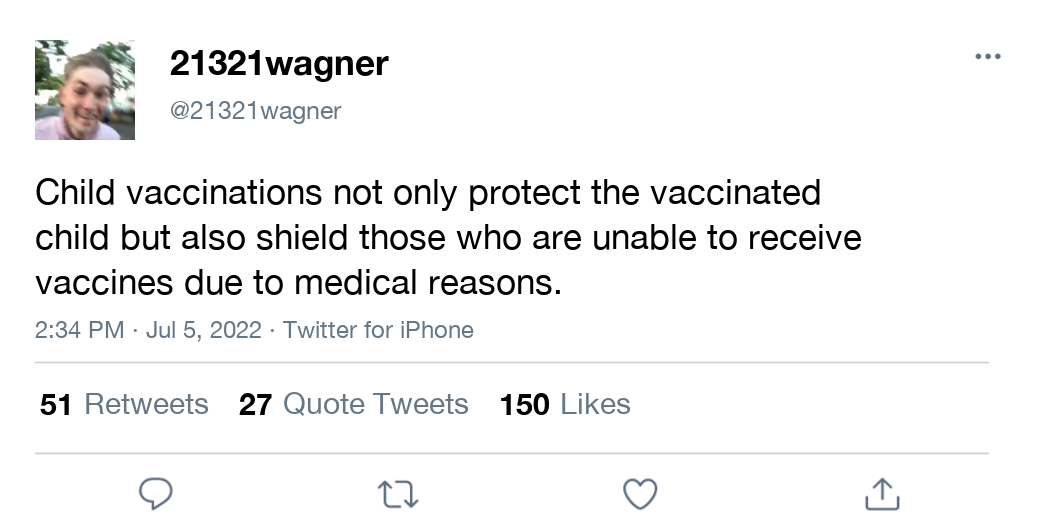 21321wagner
@21321wagner
Child vaccinations not only protect the vaccinated
child but also shield those who are unable to receive
vaccines due to medical reasons.
2:34 PM · Jul 5, 2022 · Twitter for iPhone
51 Retweets 27 Quote Tweets 150 Likes